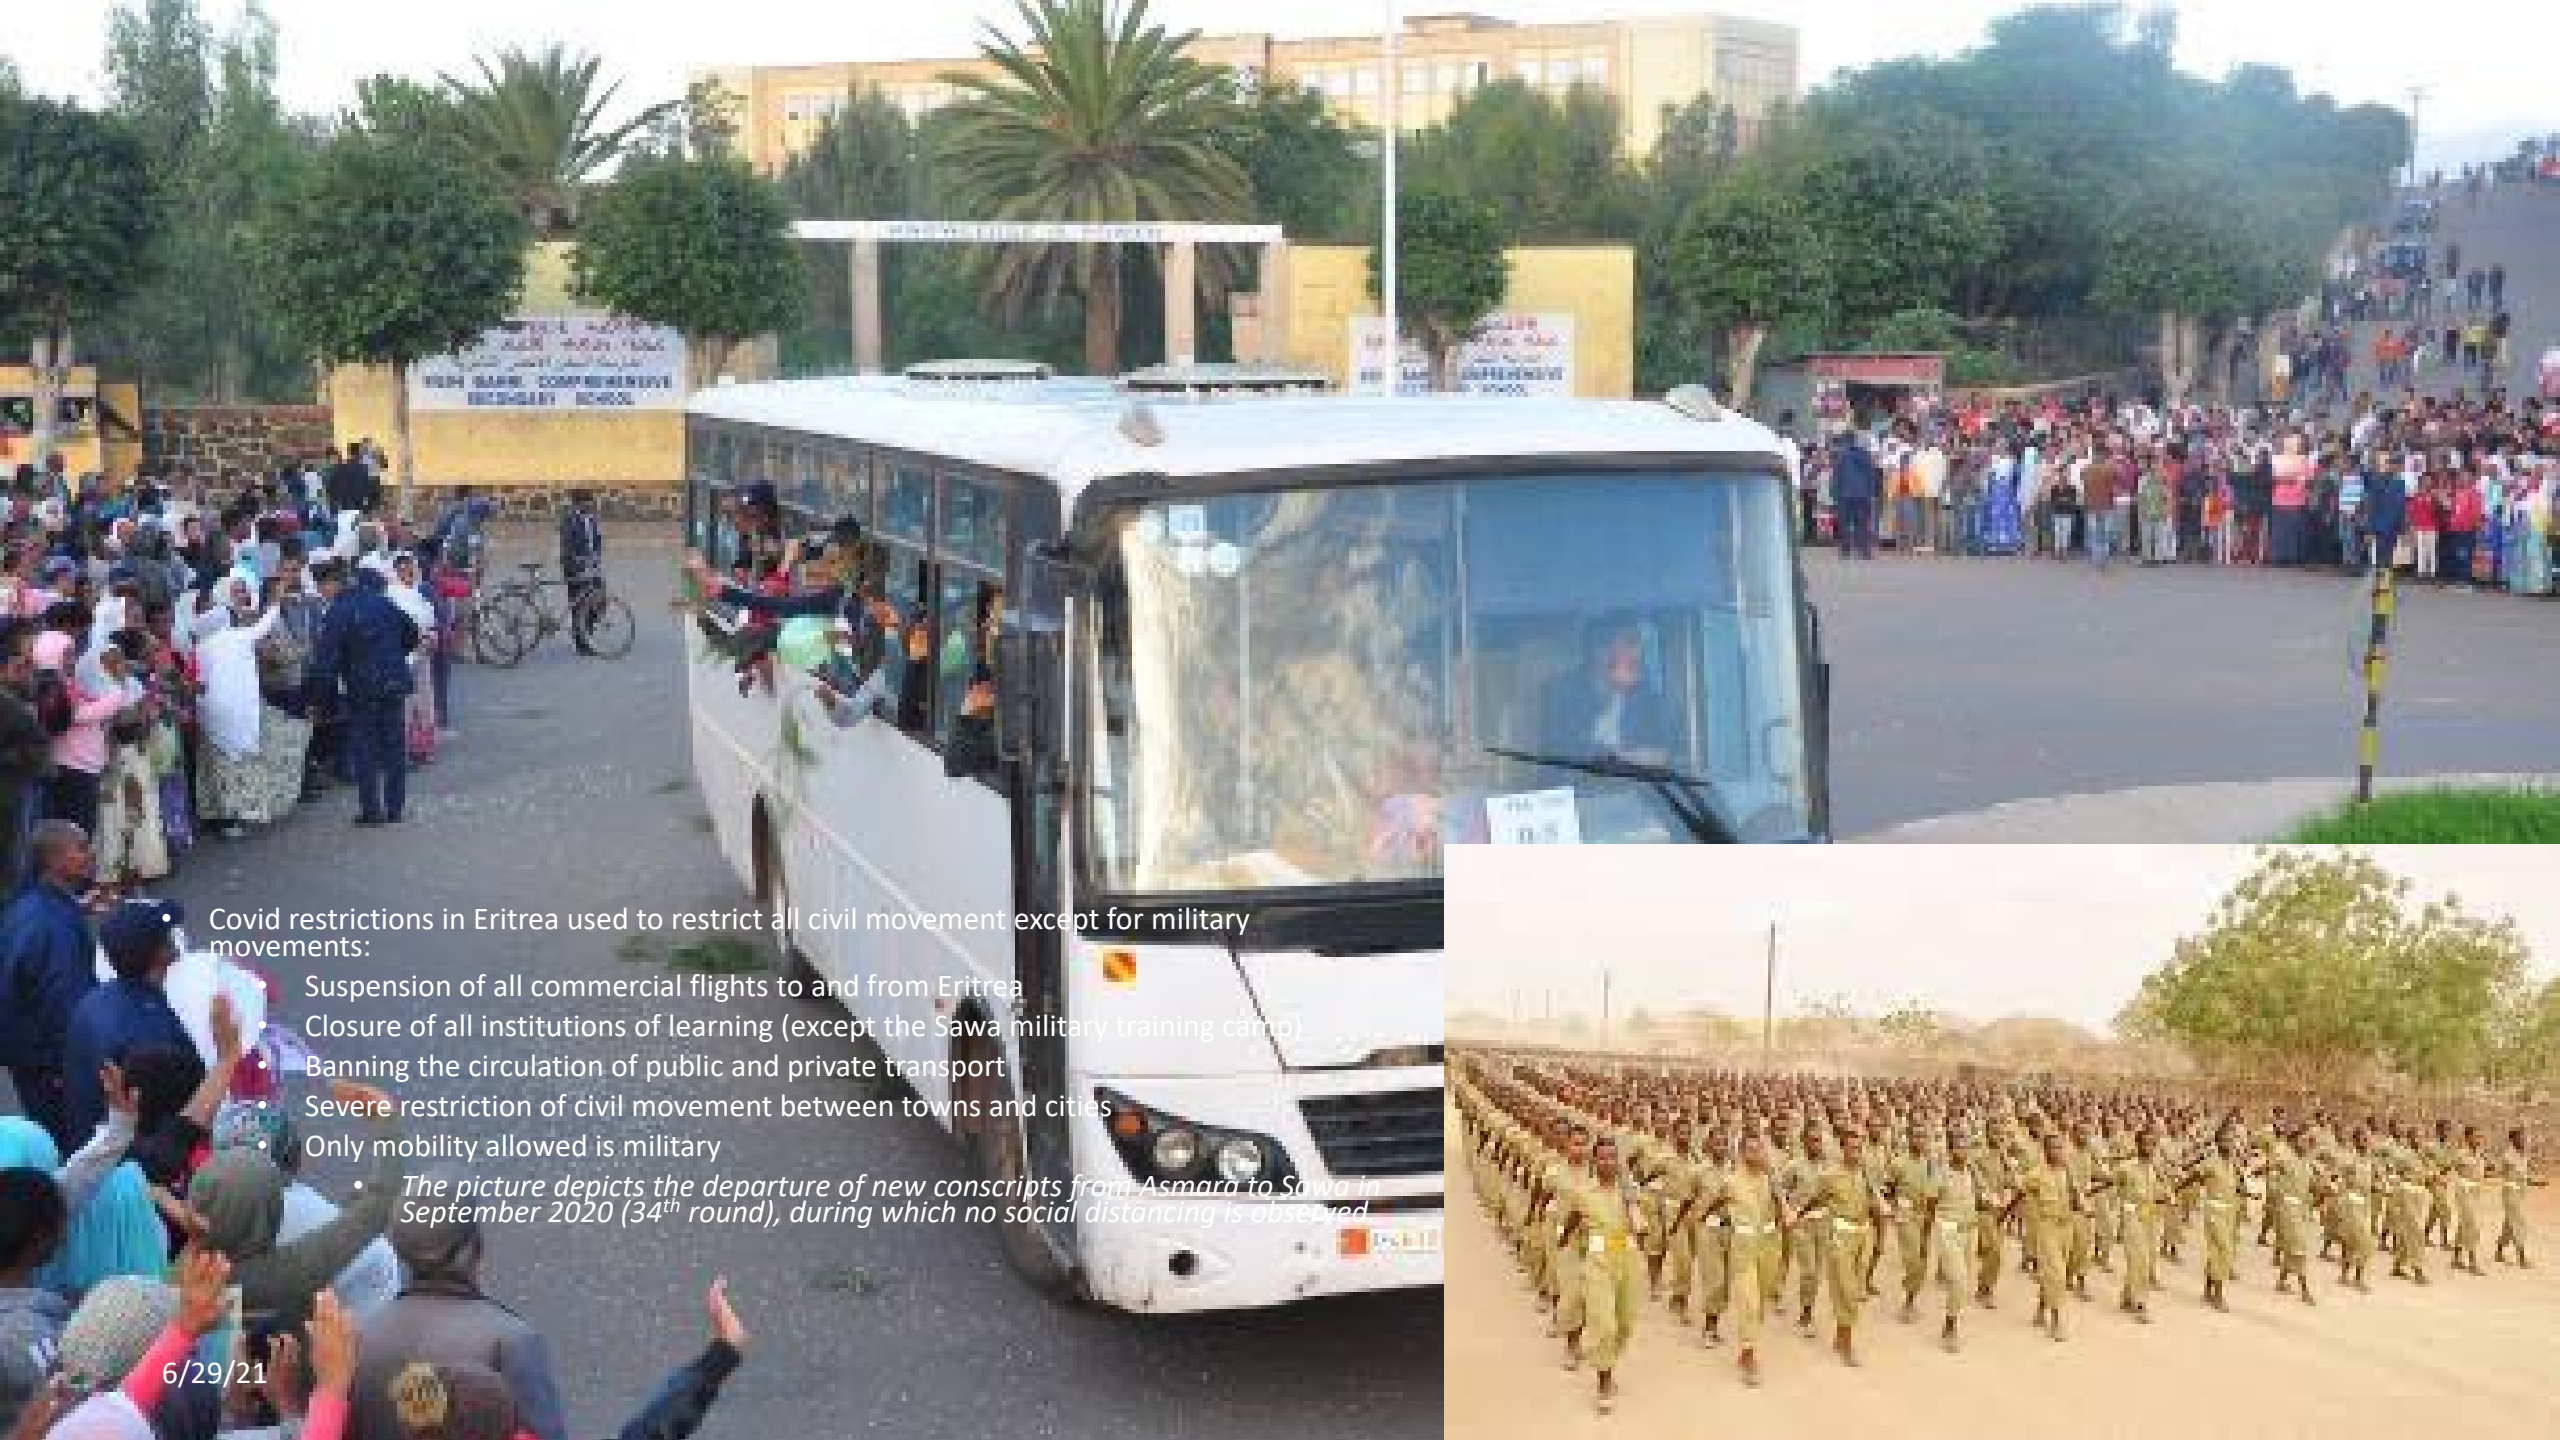 COMPREHENSIVE
SECONDARY SCHOOL
SCHOOL
• Covid restrictions in Eritrea used to restrict all civil movement except for military
movements:
• Suspension of all commercial flights to and from Eritrea
• Closure of all institutions of learning (except the Sawa military training camp)
• Banning the circulation of public and private transport
• Severe restriction of civil movement between towns and cities
• Only mobility allowed is military
• The picture depicts the departure of new conscripts from Asmara to Sawa in
September 2020 (34th round), during which no social distancing is observed.
6/29/21